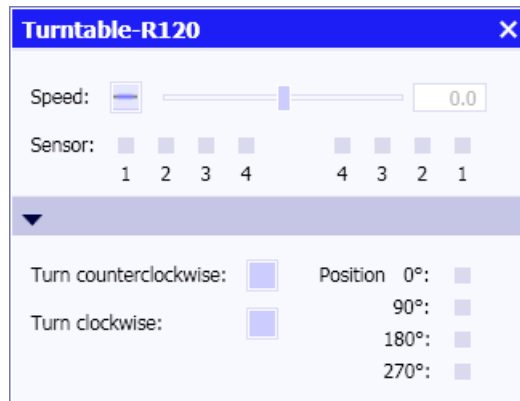 Turntable-R120
Speed: 0.0
Sensor:
1 2 3 4 4 3 2 1
Turn counterclockwise: Position 0°:
90°:
Turn clockwise:
180°:
270°: